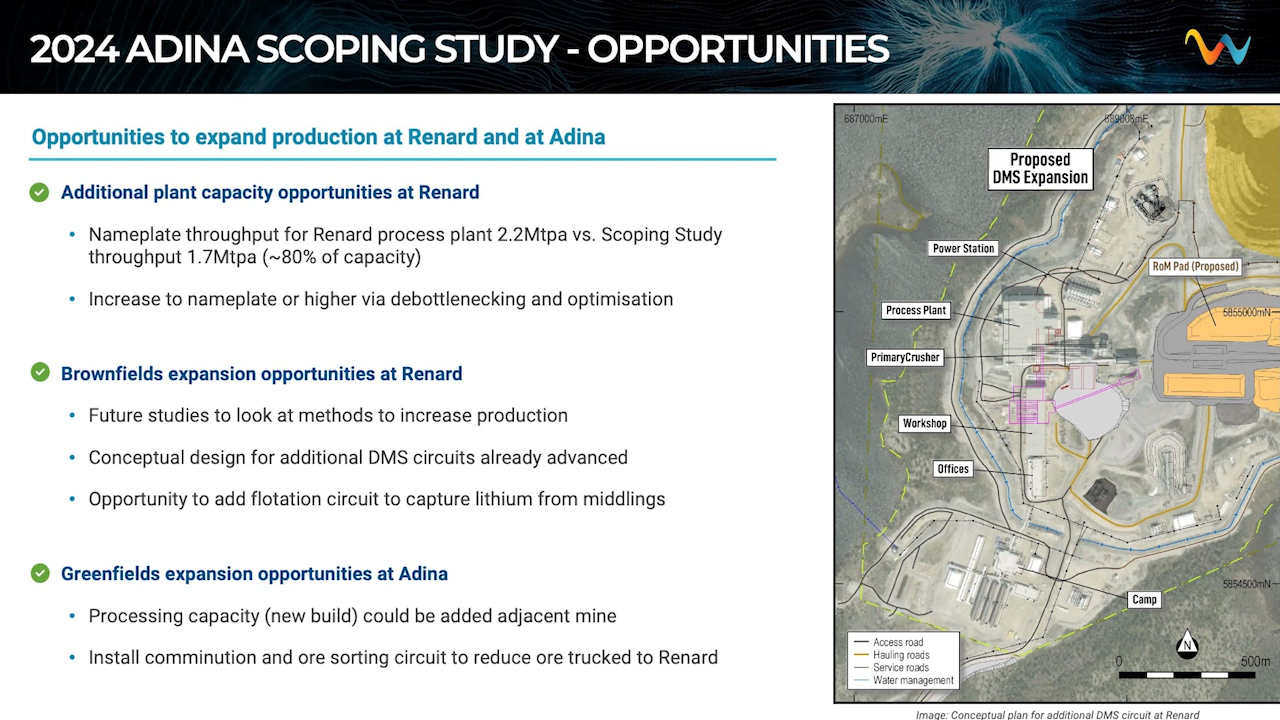 2024 ADINA SCOPING STUDY - OPPORTUNITIES
Opportunities to expand production at Renard and at Adina
Additional plant capacity opportunities at Renard
• Nameplate throughput for Renard process plant 2.2Mtpa vs. Scoping Study
throughput 1.7Mtpa (~80% of capacity)
• Increase to nameplate or higher via debottlenecking and optimisation
Brownfields expansion opportunities at Renard
• Future studies to look at methods to increase production
• Conceptual design for additional DMS circuits already advanced
• Opportunity to add flotation circuit to capture lithium from middlings
Greenfields expansion opportunities at Adina
• Processing capacity (new build) could be added adjacent mine
• Install comminution and ore sorting circuit to reduce ore trucked to Renard
687000mE
689000mE
Proposed
DMS Expansion
Power Station
RoM Pad (Proposed)
Process Plant
5855000mN
PrimaryCrusher
Workshop
Offices
5854500mN
Camp
Access road
Hauling roads
Service roads
Water management
N
0 500m
Image: Conceptual plan for additional DMS circuit at Renard